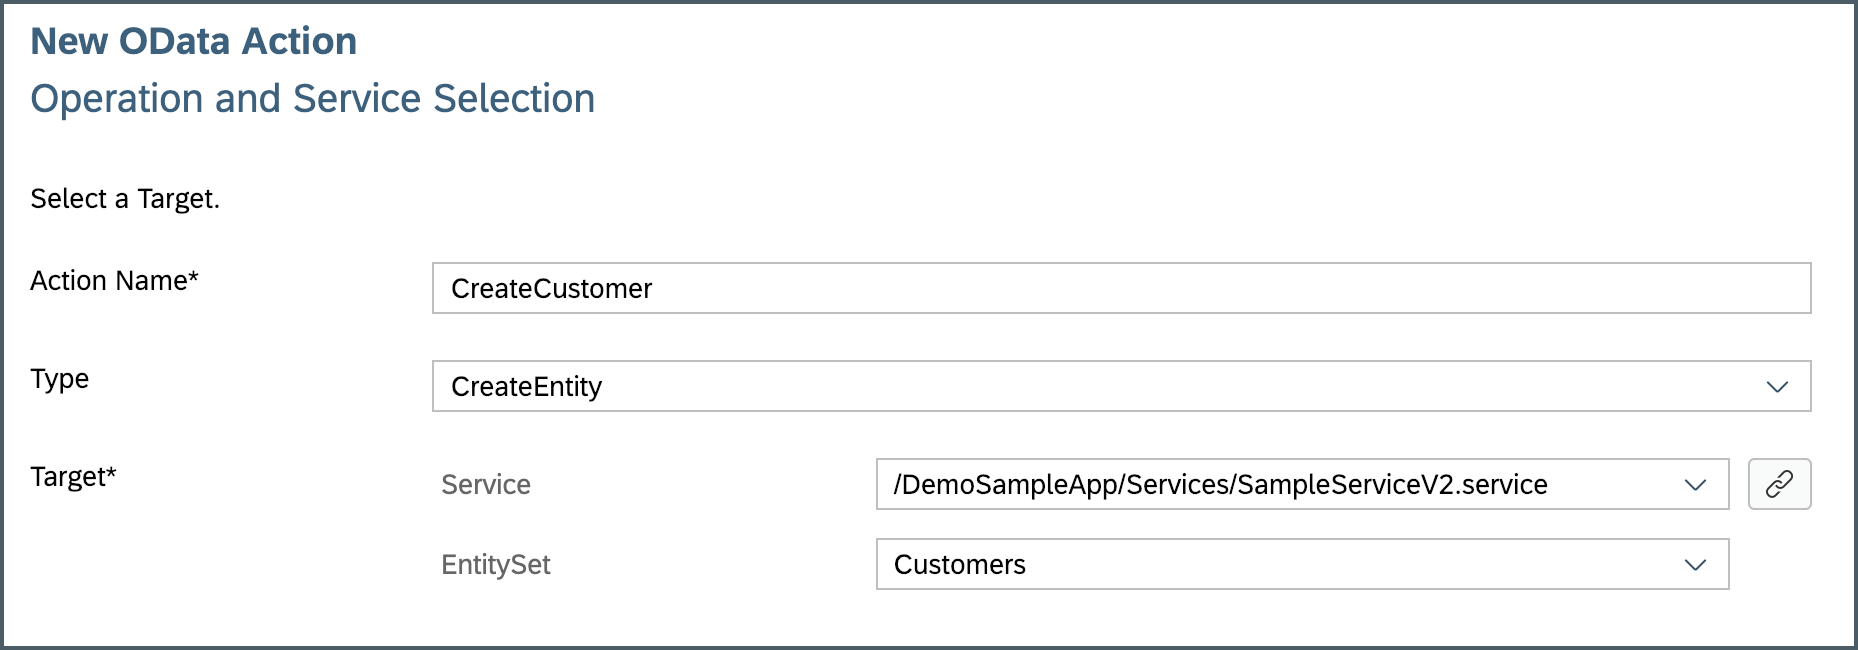 New OData Action
Operation and Service Selection
Select a Target.
Action Name*
CreateCustomer
Type
CreateEntity
Target*
Service
/DemoSampleApp/Services/SampleServiceV2.service
EntitySet
Customers